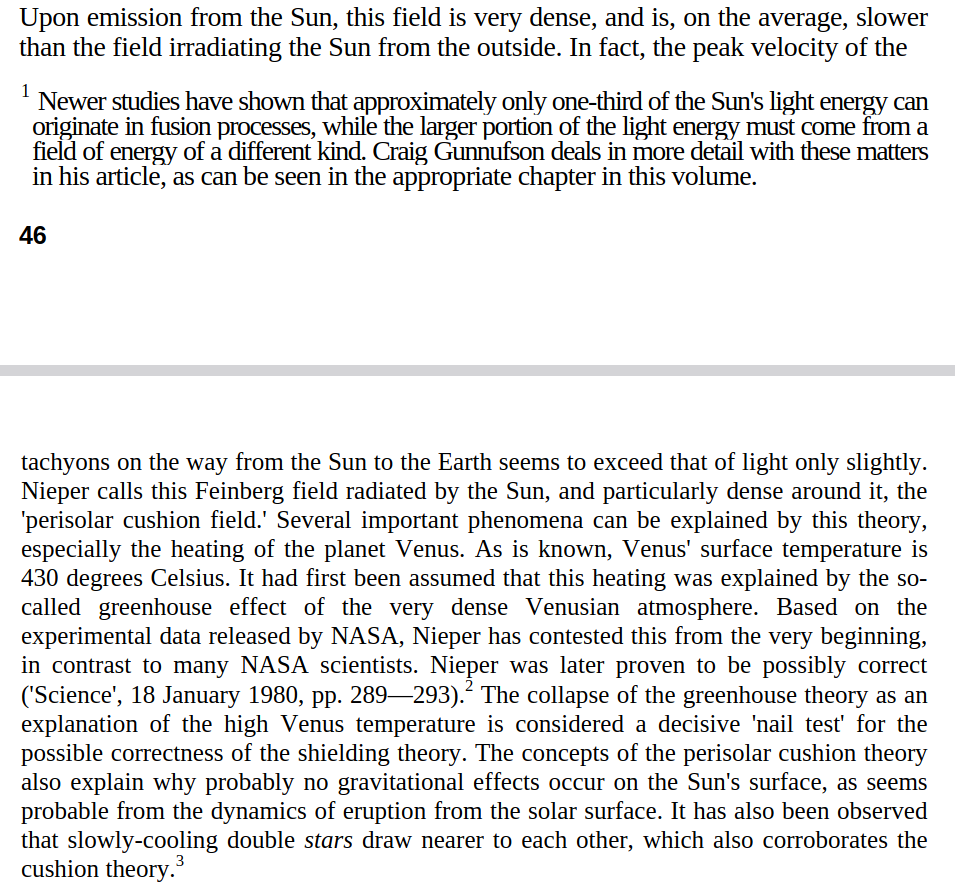 Upon emission from the Sun, this field is very dense, and is, on the average, slower
than the field irradiating the Sun from the outside. In fact, the peak velocity of the
1 Newer studies have shown that approximately only one-third of the Sun's light energy can
originate in fusion processes, while the larger portion of the light energy must come from a
field of energy of a different kind. Craig Gunnufson deals in more detail with these matters
in his article, as can be seen in the appropriate chapter in this volume.
46
tachyons on the way from the Sun to the Earth seems to exceed that of light only slightly.
Nieper calls this Feinberg field radiated by the Sun, and particularly dense around it, the
'perisolar cushion field.' Several important phenomena can be explained by this theory,
especially the heating of the planet Venus. As is known, Venus' surface temperature is
430 degrees Celsius. It had first been assumed that this heating was explained by the so-
called greenhouse effect of the very dense Venusian atmosphere. Based on the
experimental data released by NASA, Nieper has contested this from the very beginning,
in contrast to many NASA scientists. Nieper was later proven to be possibly correct
('Science', 18 January 1980, pp. 289—293).2 The collapse of the greenhouse theory as an
explanation of the high Venus temperature is considered a decisive 'nail test' for the
possible correctness of the shielding theory. The concepts of the perisolar cushion theory
also explain why probably no gravitational effects occur on the Sun's surface, as seems
probable from the dynamics of eruption from the solar surface. It has also been observed
that slowly-cooling double stars draw nearer to each other, which also corroborates the
cushion theory.3